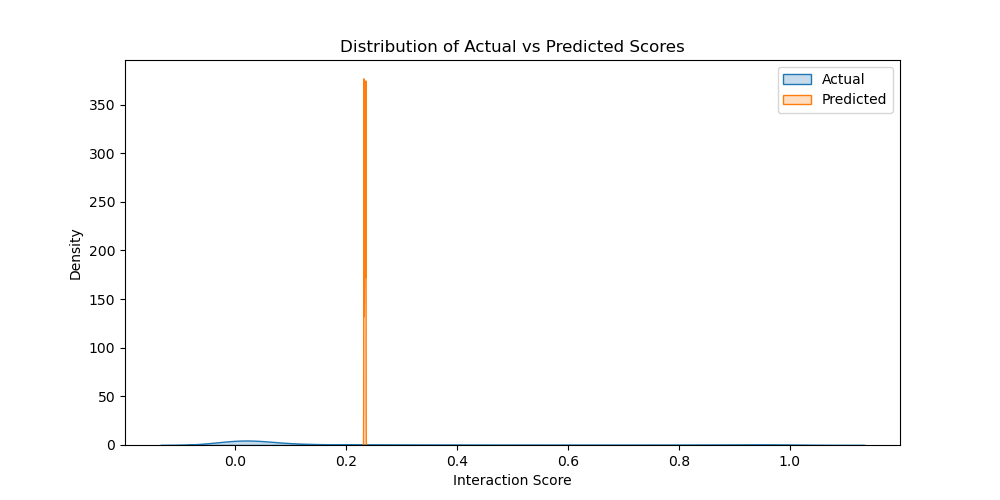 Distribution of Actual vs Predicted Scores
Actual
Predicted
Density
350
300
250
200
150
100
50
0
0.0 0.2 0.4 0.6 0.8 1.0
Interaction Score